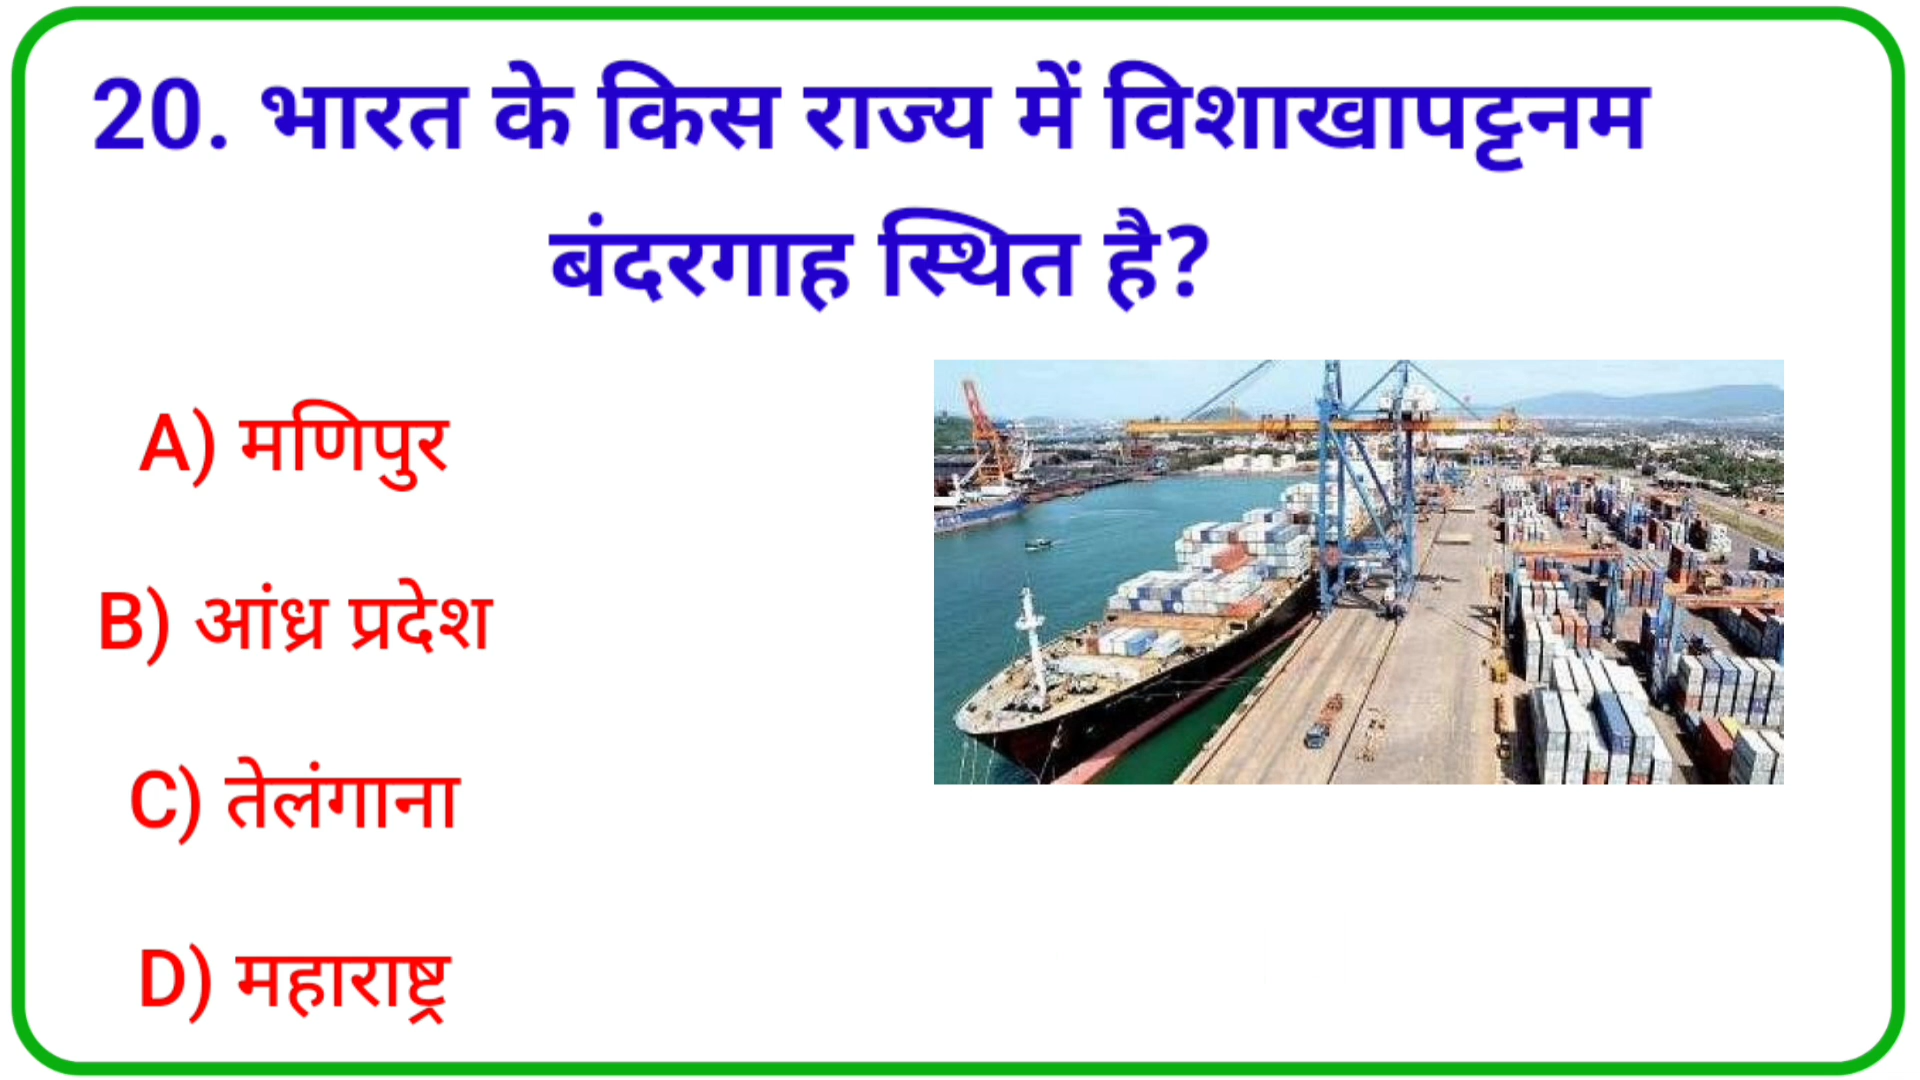 20. भारत के किस राज्य में विशाखापट्टनम
बंदरगाह स्थित है?
A) मणिपुर
B) आंध्र प्रदेश
C) तेलंगाना
D) महाराष्ट्र